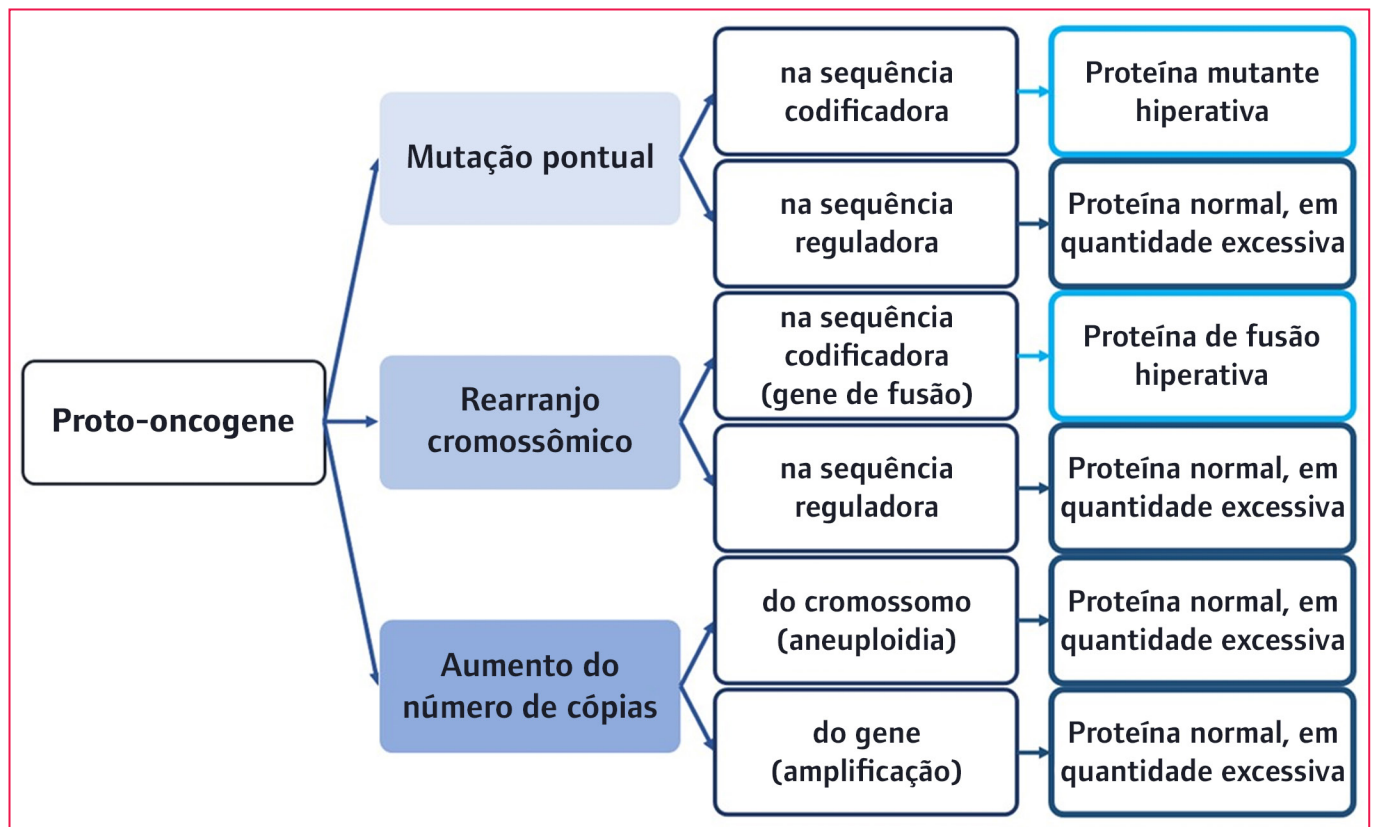 Proto-oncogene
Mutação pontual
na sequência
codificadora
Proteína mutante
hiperativa
na sequência
reguladora
Proteína normal, em
quantidade excessiva
Rearranjo
cromossômico
na sequência
codificadora
(gene de fusão)
Proteína de fusão
hiperativa
na sequência
reguladora
Proteína normal, em
quantidade excessiva
Aumento do
número de cópias
do cromossomo
(aneuploidia)
Proteína normal, em
quantidade excessiva
do gene
(amplificação)
Proteína normal, em
quantidade excessiva